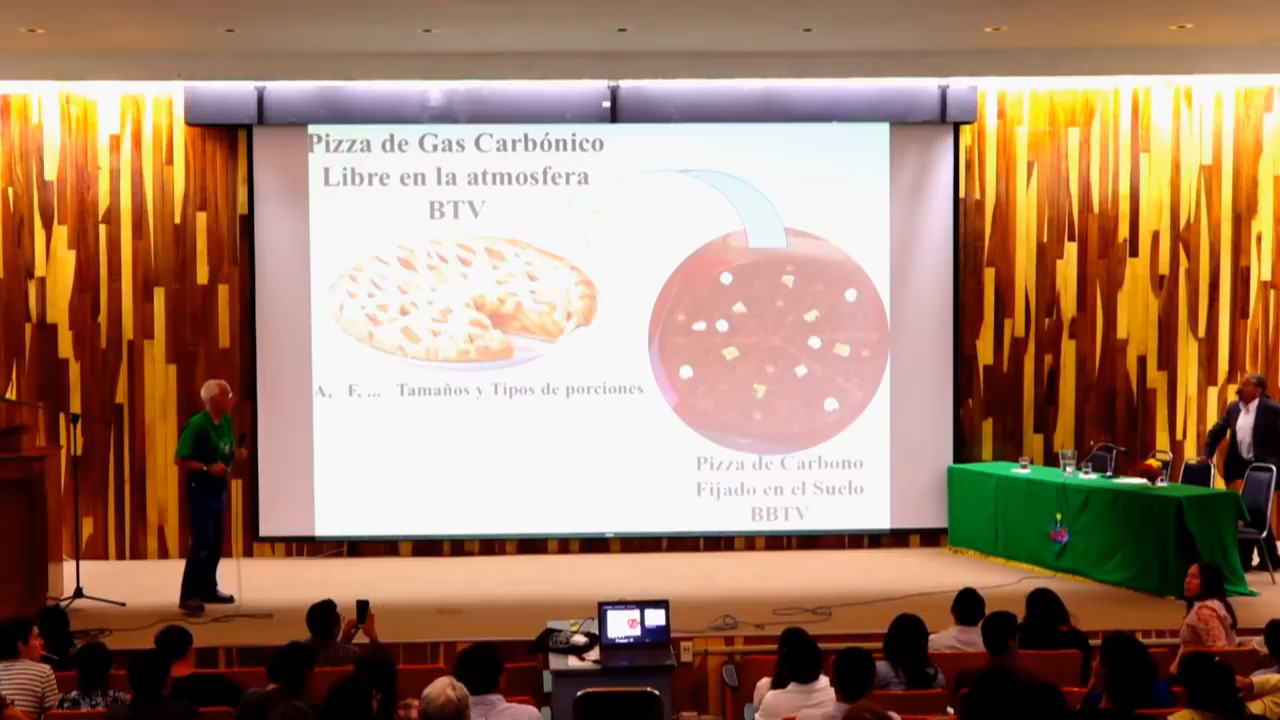 Pizza de Gas Carbónico
Libre en la atmosfera
BTV
A, F, ... Tamaños y Tipos de porciones
Pizza de Carbono
Fijado en el Suelo
BBTV